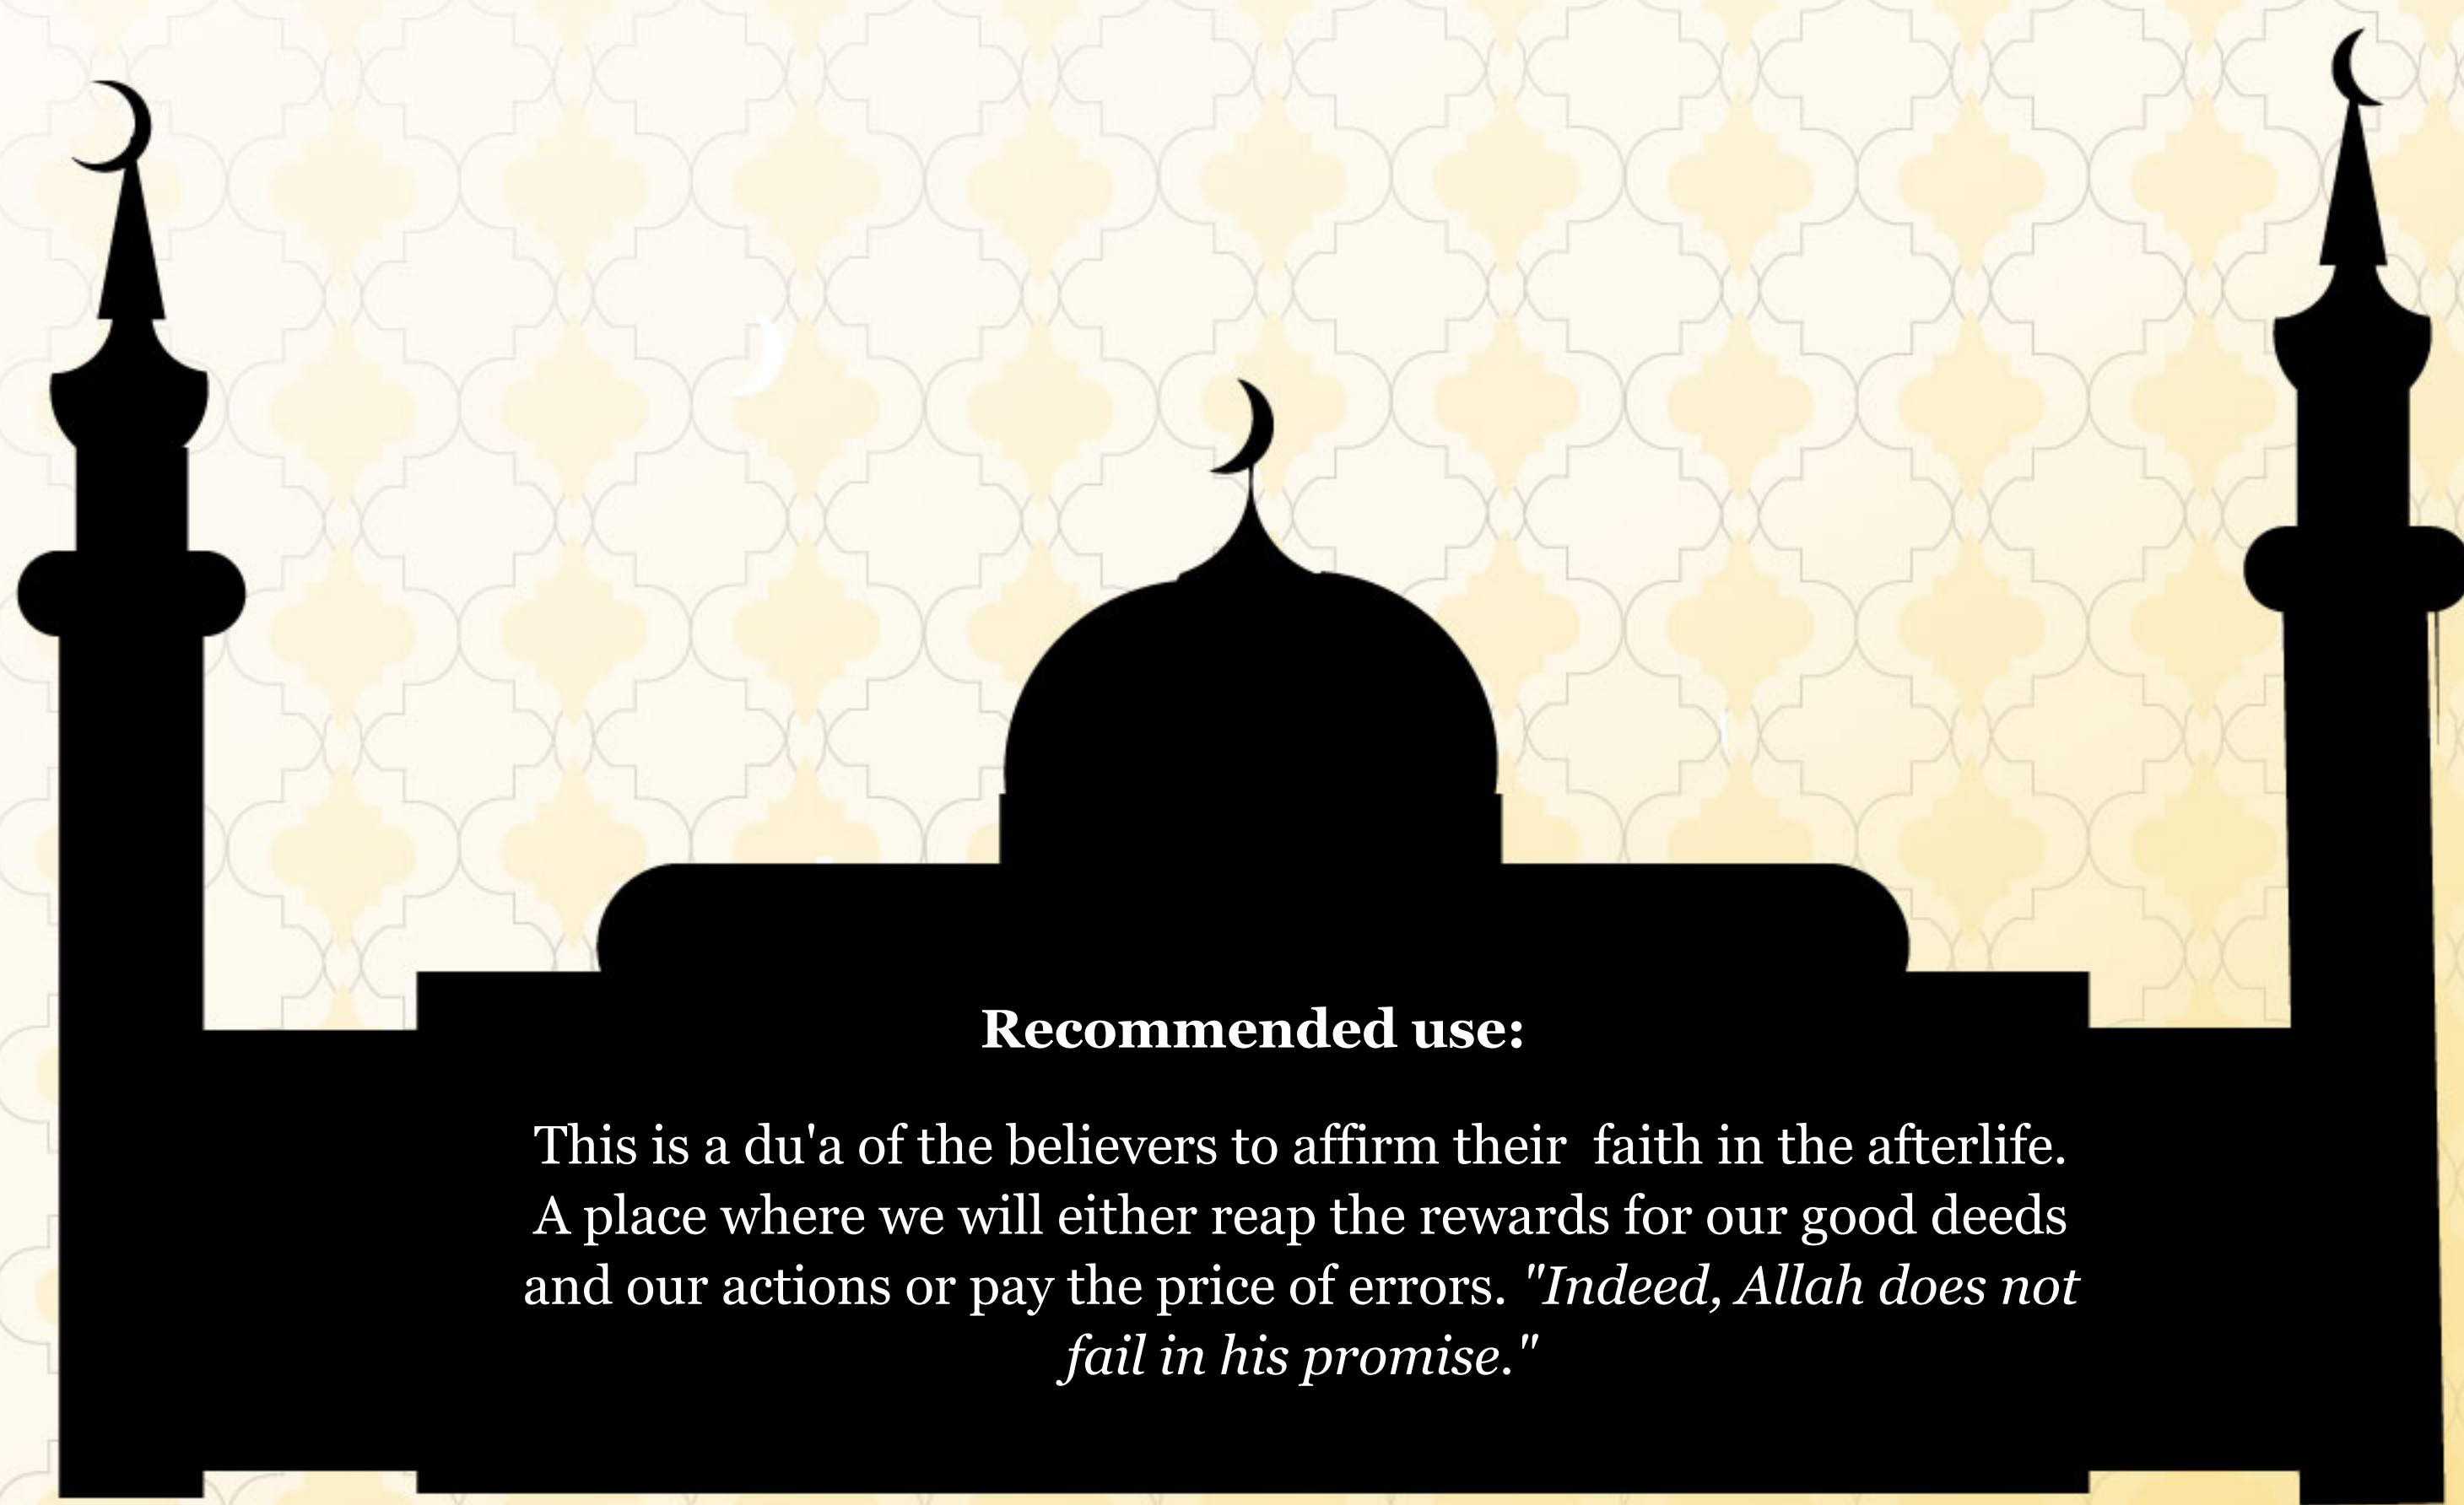 Recommended use:
This is a du'a of the believers to affirm their  faith in the afterlife.
A place where we will either reap the rewards for our good deeds
and our actions or pay the price of errors. "Indeed, Allah does not
fail in his promise."